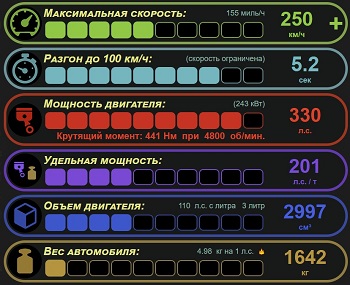 Максимальная скорость: 155 миль/ч 250 км/ч +
Разгон до 100 км/ч: (скорость ограничена) 5.2 сек
Мощность двигателя: (243 кВт) 330 л.с.
Крутящий момент: 441 Нм при 4800 об/мин.
Удельная мощность: 201 л.с. / т
Объем двигателя: 110 л.с. с литра 3 литр 2997 см³
Вес автомобиля: 4.98 кг на 1 л.с. 1642 кг